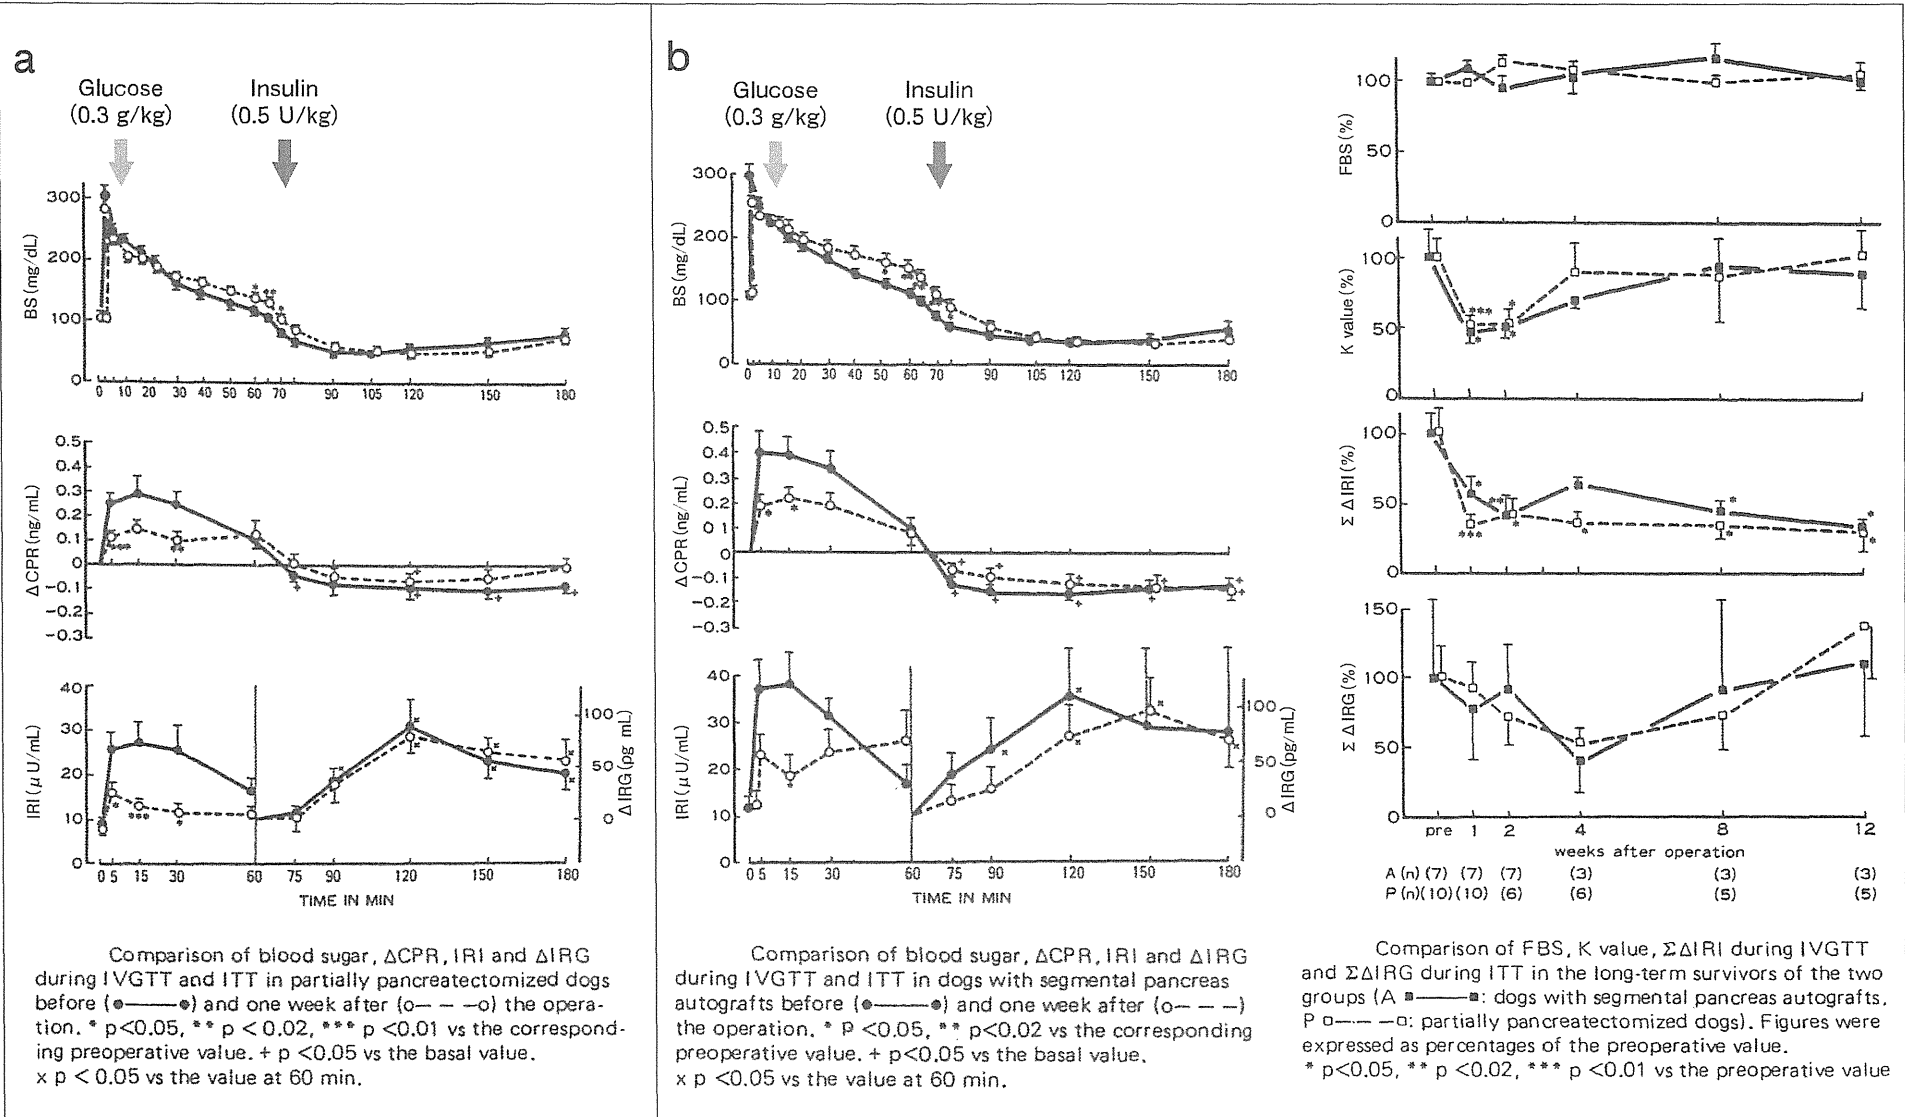 a
Glucose
(0.3 g/kg)
Insulin
(0.5 U/kg)
BS (mg/dL)
300
200
100
0
0 10 20 30 40 50 60 70 90 105 120 150 180
ΔCPR (ng/mL)
0.5
0.4
0.3
0.2
0.1
0
-0.1
-0.2
-0.3
IRI (μU/mL)
40
30
20
10
0
100
50
0
ΔIRG (pg mL)
0 5 15 30 60 75 90 120 150 180
TIME IN MIN
Comparison of blood sugar, ΔCPR, IRI and ΔIRG
during IVGTT and ITT in partially pancreatectomized dogs
before (●——●) and one week after (o– – –o) the opera-
tion. * p<0.05, ** p < 0.02, *** p <0.01 vs the correspond-
ing preoperative value. + p <0.05 vs the basal value.
x p < 0.05 vs the value at 60 min.
b
Glucose
(0.3 g/kg)
Insulin
(0.5 U/kg)
BS (mg/dL)
300
200
100
0
0 10 20 30 40 50 60 70 90 105 120 150 180
ΔCPR (ng/mL)
0.5
0.4
0.3
0.2
0.1
0
-0.1
-0.2
-0.3
IRI (μU/mL)
40
30
20
10
0
100
50
0
ΔIRG (pg/mL)
0 5 15 30 60 75 90 120 150 180
TIME IN MIN
Comparison of blood sugar, ΔCPR, IRI and ΔIRG
during IVGTT and ITT in dogs with segmental pancreas
autografts before (●——●) and one week after (o– – –)
the operation. * P <0.05, ** p<0.02 vs the corresponding
preoperative value. + p<0.05 vs the basal value.
x p <0.05 vs the value at 60 min.
FBS (%)
100
50
0
K value (%)
100
50
0
Σ ΔIRI (%)
100
50
0
Σ ΔIRG (%)
150
100
50
0
pre 1 2 4 8 12
weeks after operation
A (n) (7) (7) (7) (3) (3) (3)
P (n)(10)(10) (6) (6) (5) (5)
Comparison of FBS, K value, ΣΔIRI during IVGTT
and ΣΔIRG during ITT in the long-term survivors of the two
groups (A ■——■: dogs with segmental pancreas autografts,
P □–·– –□: partially pancreatectomized dogs). Figures were
expressed as percentages of the preoperative value.
* p<0.05, ** p <0.02, *** p <0.01 vs the preoperative value